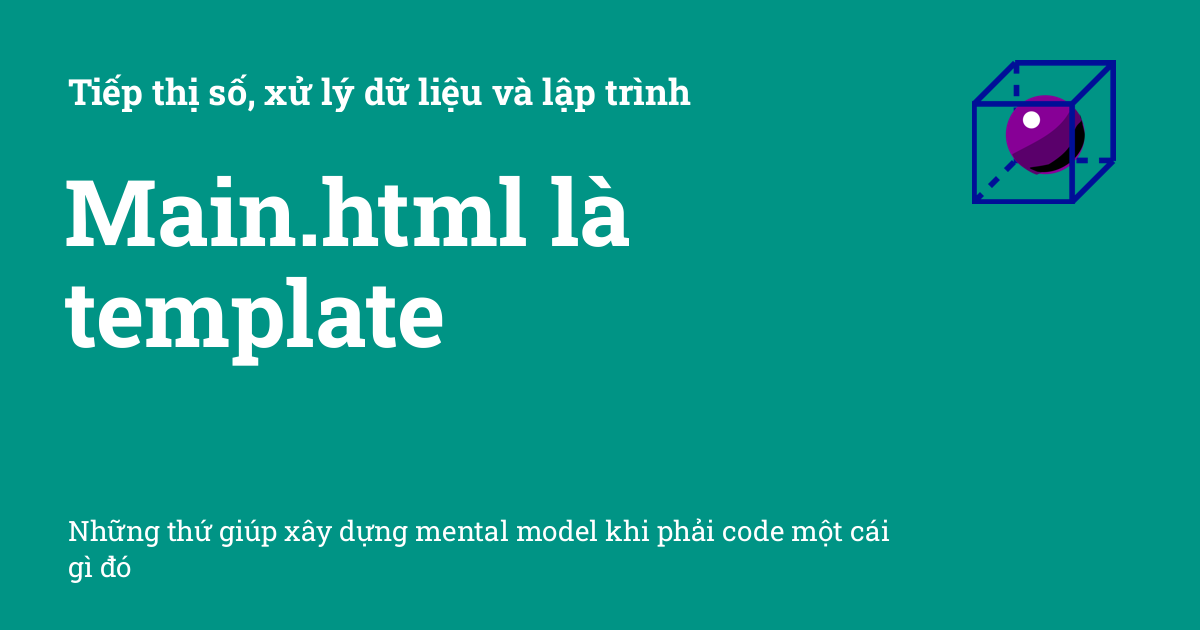 Tiếp thị số, xử lý dữ liệu và lập trình
Main.html là
template
Những thứ giúp xây dựng mental model khi phải code một cái
gì đó